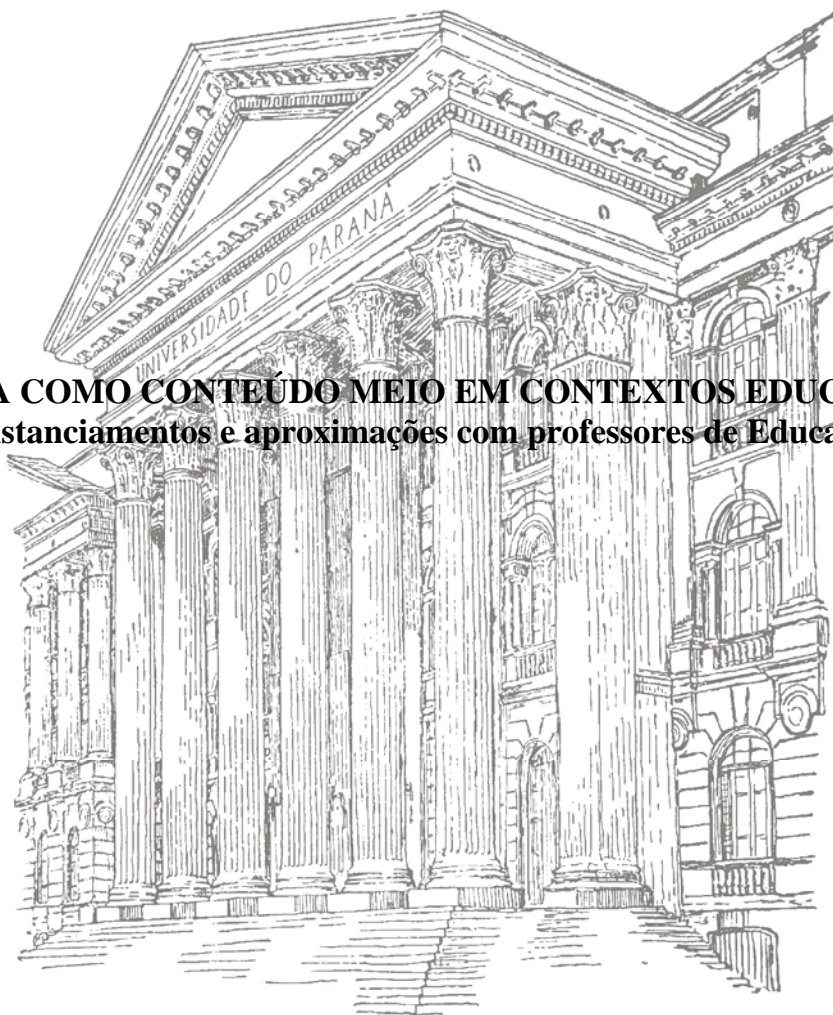 UNIVERSIDADE DO PARANÁ
A COMO CONTEÚDO MEIO EM CONTEXTOS EDUC
stanciamentos e aproximações com professores de Educa